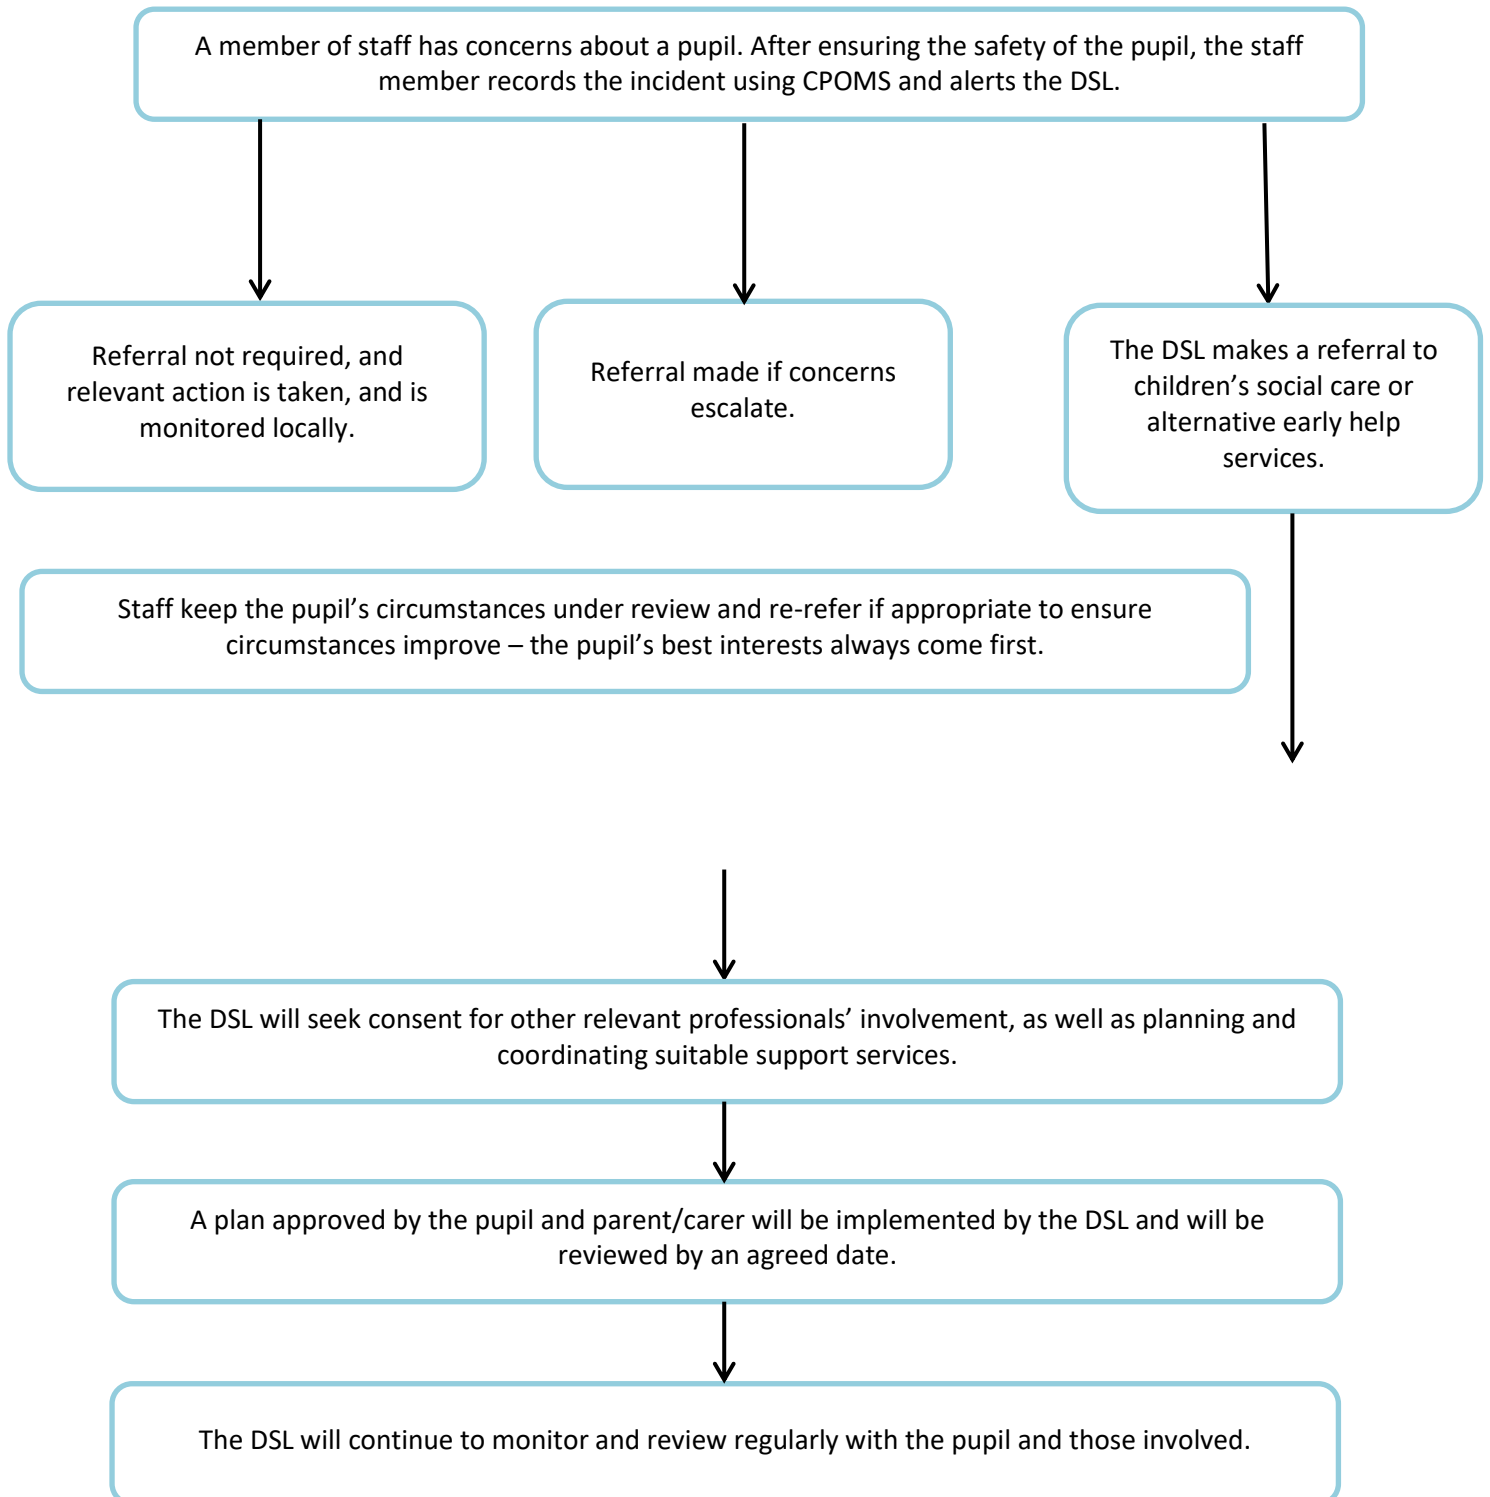 A member of staff has concerns about a pupil. After ensuring the safety of the pupil, the staff
member records the incident using CPOMS and alerts the DSL.
Referral not required, and
relevant action is taken, and is
monitored locally.
Referral made if concerns
escalate.
The DSL makes a referral to
children’s social care or
alternative early help
services.
Staff keep the pupil’s circumstances under review and re-refer if appropriate to ensure
circumstances improve – the pupil’s best interests always come first.
The DSL will seek consent for other relevant professionals’ involvement, as well as planning and
coordinating suitable support services.
A plan approved by the pupil and parent/carer will be implemented by the DSL and will be
reviewed by an agreed date.
The DSL will continue to monitor and review regularly with the pupil and those involved.